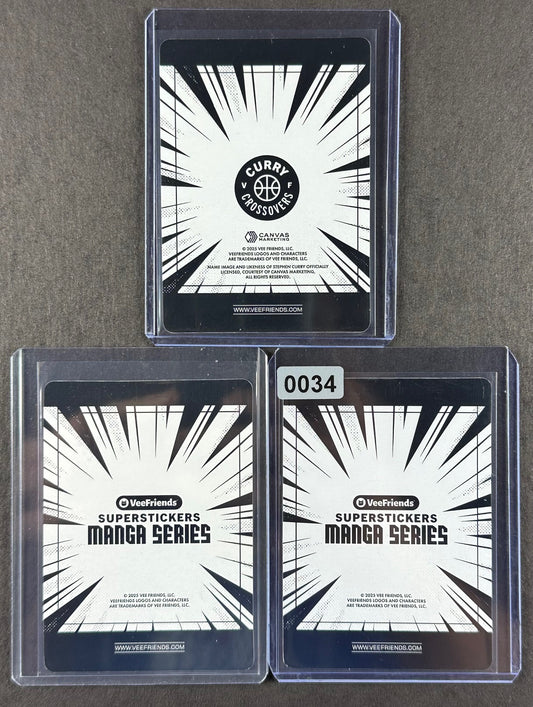 CURRY
V F
CROSSOVERS
CANVAS
MARKETING
© 2025 VEE FRIENDS, LLC.
VEEFRIENDS LOGOS AND CHARACTERS
ARE TRADEMARKS OF VEE FRIENDS, LLC.
NAME IMAGE AND LIKENESS OF STEPHEN CURRY OFFICIALLY
LICENSED, COURTESY OF CANVAS MARKETING,
ALL RIGHTS RESERVED.
WWW.VEEFRIENDS.COM
VeeFriends
SUPERSTICKERS
MANGA SERIES
© 2025 VEE FRIENDS, LLC.
VEEFRIENDS LOGOS AND CHARACTERS
ARE TRADEMARKS OF VEE FRIENDS, LLC.
WWW.VEEFRIENDS.COM
0034
VeeFriends
SUPERSTICKERS
MANGA SERIES
© 2025 VEE FRIENDS, LLC.
VEEFRIENDS LOGOS AND CHARACTERS
ARE TRADEMARKS OF VEE FRIENDS, LLC.
WWW.VEEFRIENDS.COM